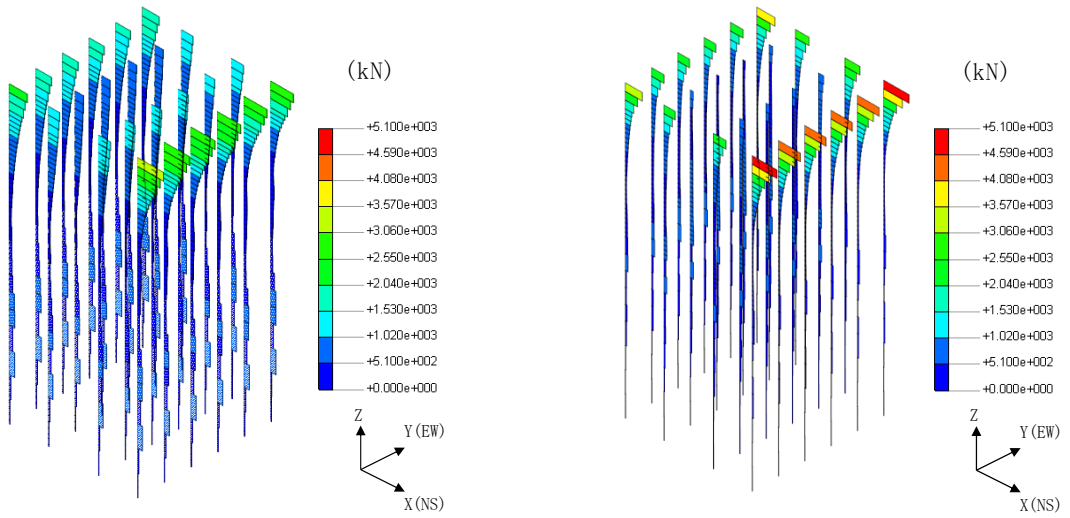 (kN)
+5.100e+003
+4.590e+003
+4.080e+003
+3.570e+003
+3.060e+003
+2.550e+003
+2.040e+003
+1.530e+003
+1.020e+003
+5.100e+002
+0.000e+000
Z
Y(EW)
X(NS)
(kN)
+5.100e+003
+4.590e+003
+4.080e+003
+3.570e+003
+3.060e+003
+2.550e+003
+2.040e+003
+1.530e+003
+1.020e+003
+5.100e+002
+0.000e+000
Z
Y(EW)
X(NS)